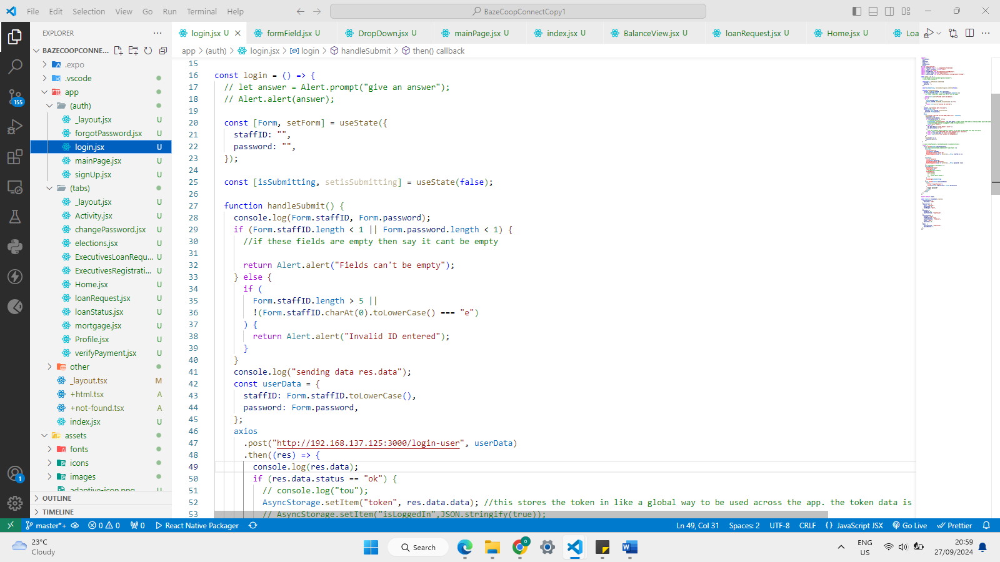 File Edit Selection View Go Run Terminal Help
BazeCoopConnectCopy1
EXPLORER
BAZECOOPCONNE...
.expo
.vscode
app
(auth)
_layout.jsx U
forgotPassword.jsx U
login.jsx U
mainPage.jsx U
signUp.jsx U
(tabs)
_layout.jsx U
Activity.jsx U
changePassword.jsx U
elections.jsx U
ExecutivesLoanRequ... U
ExecutivesRegistrati... U
Home.jsx U
loanRequest.jsx U
loanStatus.jsx U
mortgage.jsx U
Profile.jsx U
verifyPayment.jsx U
other
_layout.tsx M
+html.tsx A
+not-found.tsx A
index.jsx U
assets
fonts
icons
images
adaptive-icon.png U
OUTLINE
TIMELINE
155
1
login.jsx U formField.jsx U DropDown.jsx U mainPage.jsx U index.jsx U BalanceView.jsx U loanRequest.jsx U Home.jsx U Loa
app > (auth) > login.jsx > login > handleSubmit > then() callback
15
16 const login = () => {
17 // let answer = Alert.prompt("give an answer");
18 // Alert.alert(answer);
19
20 const [Form, setForm] = useState({
21 staffID: "",
22 password: "",
23 });
24
25 const [isSubmitting, setisSubmitting] = useState(false);
26
27 function handleSubmit() {
28 console.log(Form.staffID, Form.password);
29 if (Form.staffID.length < 1 || Form.password.length < 1) {
30 //if these fields are empty then say it cant be empty
31
32 return Alert.alert("Fields can't be empty");
33 } else {
34 if (
35 Form.staffID.length > 5 ||
36 !(Form.staffID.charAt(0).toLowerCase() === "e")
37 ) {
38 return Alert.alert("Invalid ID entered");
39 }
40 }
41 console.log("sending data res.data");
42 const userData = {
43 staffID: Form.staffID.toLowerCase(),
44 password: Form.password,
45 };
46 axios
47 .post("http://192.168.137.125:3000/login-user", userData)
48 .then((res) => {
49 console.log(res.data);
50 if (res.data.status == "ok") {
51 // console.log("tou");
52 AsyncStorage.setItem("token", res.data.data); //this stores the token in like a global way to be used across the app. the token data is
53 // AsyncStorage.setItem("isLoggedIn",JSON.stringify(true));
master*+ 0 0 0 React Native Packager Ln 49, Col 31 Spaces: 2 UTF-8 CRLF {} JavaScript JSX Go Live Prettier
23°C
Cloudy
Search
ENG
US
20:59
27/09/2024